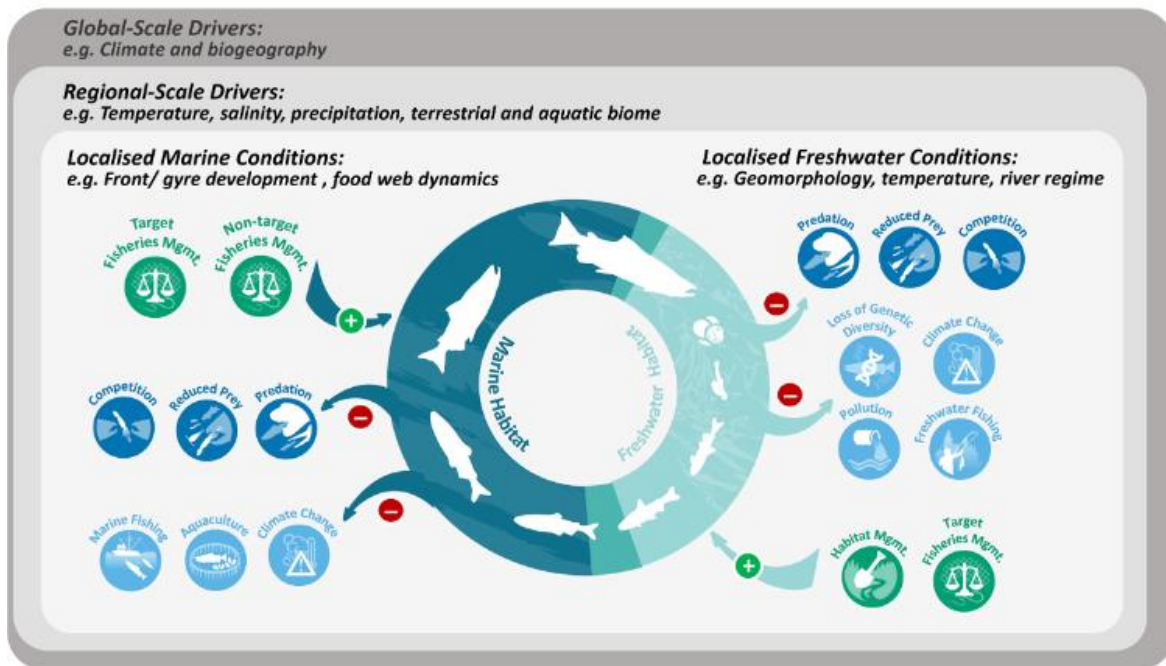 Global-Scale Drivers:
e.g. Climate and biogeography
Regional-Scale Drivers:
e.g. Temperature, salinity, precipitation, terrestrial and aquatic biome
Localised Marine Conditions:
e.g. Front/ gyre development , food web dynamics
Localised Freshwater Conditions:
e.g. Geomorphology, temperature, river regime
Target
Fisheries Mgmt.
Non-target
Fisheries Mgmt.
+
Competition
Reduced Prey
Predation
−
Marine Fishing
Aquaculture
Climate Change
−
Marine Habitat
Freshwater Habitat
Predation
Reduced Prey
Competition
−
Loss of Genetic
Diversity
Climate Change
−
Pollution
Freshwater Fishing
+
Habitat Mgmt.
Target
Fisheries Mgmt.